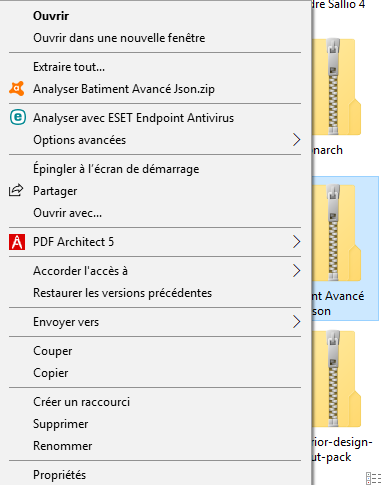 Ouvrir
Ouvrir dans une nouvelle fenêtre
Extraire tout...
Analyser Batiment Avancé Json.zip
Analyser avec ESET Endpoint Antivirus
Options avancées
Épingler à l'écran de démarrage
Partager
Ouvrir avec...
PDF Architect 5
Accorder l'accès à
Restaurer les versions précédentes
Envoyer vers
Couper
Copier
Créer un raccourci
Supprimer
Renommer
Propriétés
dre Sallio 4
onarch
nt Avancé
son
rior-design-
ut-pack